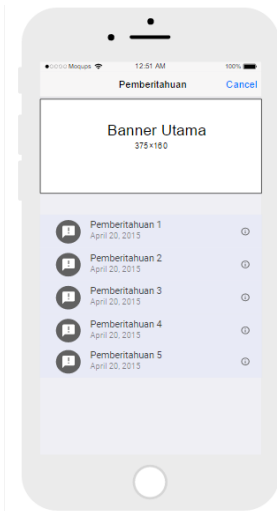 Moqups 12:51 AM 100%
Pemberitahuan Cancel
Banner Utama
375×160
Pemberitahuan 1
April 20, 2015
Pemberitahuan 2
April 20, 2015
Pemberitahuan 3
April 20, 2015
Pemberitahuan 4
April 20, 2015
Pemberitahuan 5
April 20, 2015